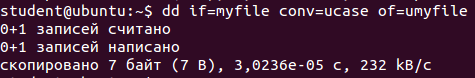 student@ubuntu:~$ dd if=myfile conv=ucase of=umyfile
0+1 записей считано
0+1 записей написано
скопировано 7 байт (7 B), 3,0236e-05 c, 232 kB/c